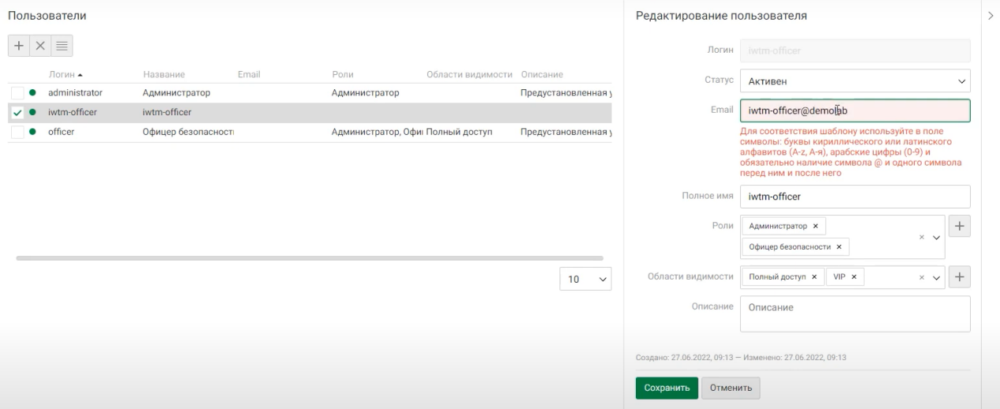 Пользователи
Логин Название Email Роли Области видимости Описание
administrator Администратор Администратор Предустановленная у
iwtm-officer iwtm-officer
officer Офицер безопасності Администратор, Офиц Полный доступ Предустановленная у
10
Редактирование пользователя
Логин iwtm-officer
Статус Активен
Email iwtm-officer@demolab
Для соответствия шаблону используйте в поле
символы: буквы кириллического или латинского
алфавитов (A-z, А-я), арабские цифры (0-9) и
обязательно наличие символа @ и одного символа
перед ним и после него
Полное имя iwtm-officer
Роли Администратор ×
Офицер безопасности ×
Области видимости Полный доступ × VIP ×
Описание Описание
Создано: 27.06.2022, 09:13 — Изменено: 27.06.2022, 09:13
Сохранить Отменить